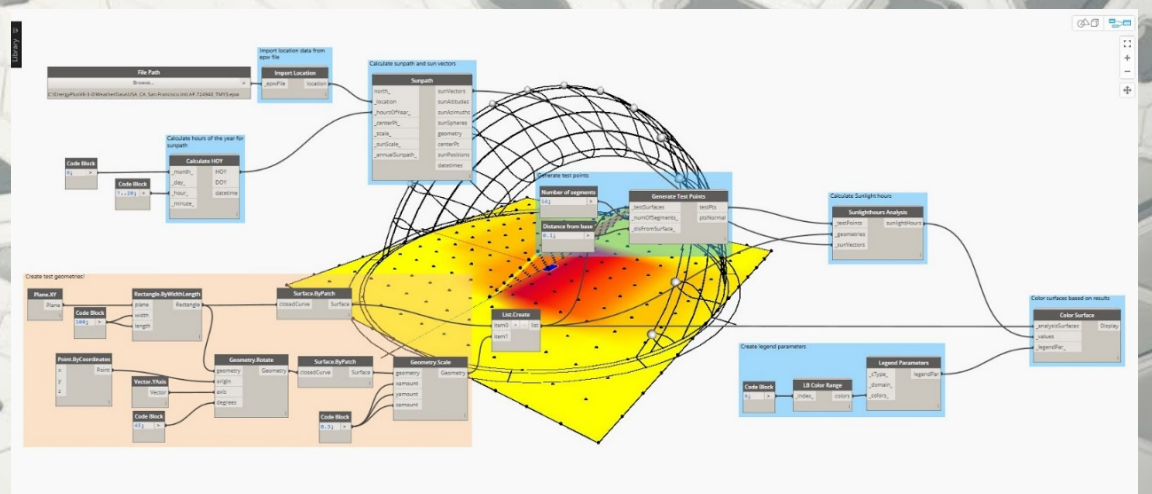 Library
Import location data from
epw file
File Path
Browse...
Import Location
_epwFile
location
Calculate sunpath and sun vectors
Sunpath
north_
sunVectors
_location
sunAltitudes
_hoursOfYear_
sunAzimuths
_centerPt_
sunSpheres
_scale_
geometry
_sunScale_
centerPt
_annualSunpath_
sunPositions
datetimes
Calculate hours of the year for
sunpath
Code Block
Calculate HOY
_month_
HOY
_day_
DOY
_hour_
datetime
_minute_
Code Block
Generate test points
Number of segments
Distance from base
0.1;
Generate Test Points
_testSurfaces
testPts
_numOfSegments_
ptsNormal
_disFromSurface_
Calculate Sunlight hours
Sunlighthours Analysis
_testPoints
sunlightHours
_geometries
_sunVectors
Create test geometries!
Plane.XY
Plane
Code Block
100;
Rectangle.ByWidthLength
plane
Rectangle
width
length
Surface.ByPatch
closedCurve
Surface
List.Create
item0
+
-
list
item1
Point.ByCoordinates
x
Point
y
z
Vector.YAxis
Vector
Code Block
45;
Geometry.Rotate
geometry
Geometry
origin
axis
degrees
Surface.ByPatch
closedCurve
Surface
Code Block
0.5;
Geometry.Scale
geometry
Geometry
xamount
yamount
zamount
Color surfaces based on results
Color Surface
_analysisSurfaces
Display
_values
_legendPar_
Create legend parameters
Code Block
LB Color Range
_index_
colors
Legend Parameters
_cType_
legendPar
_domain_
_colors_